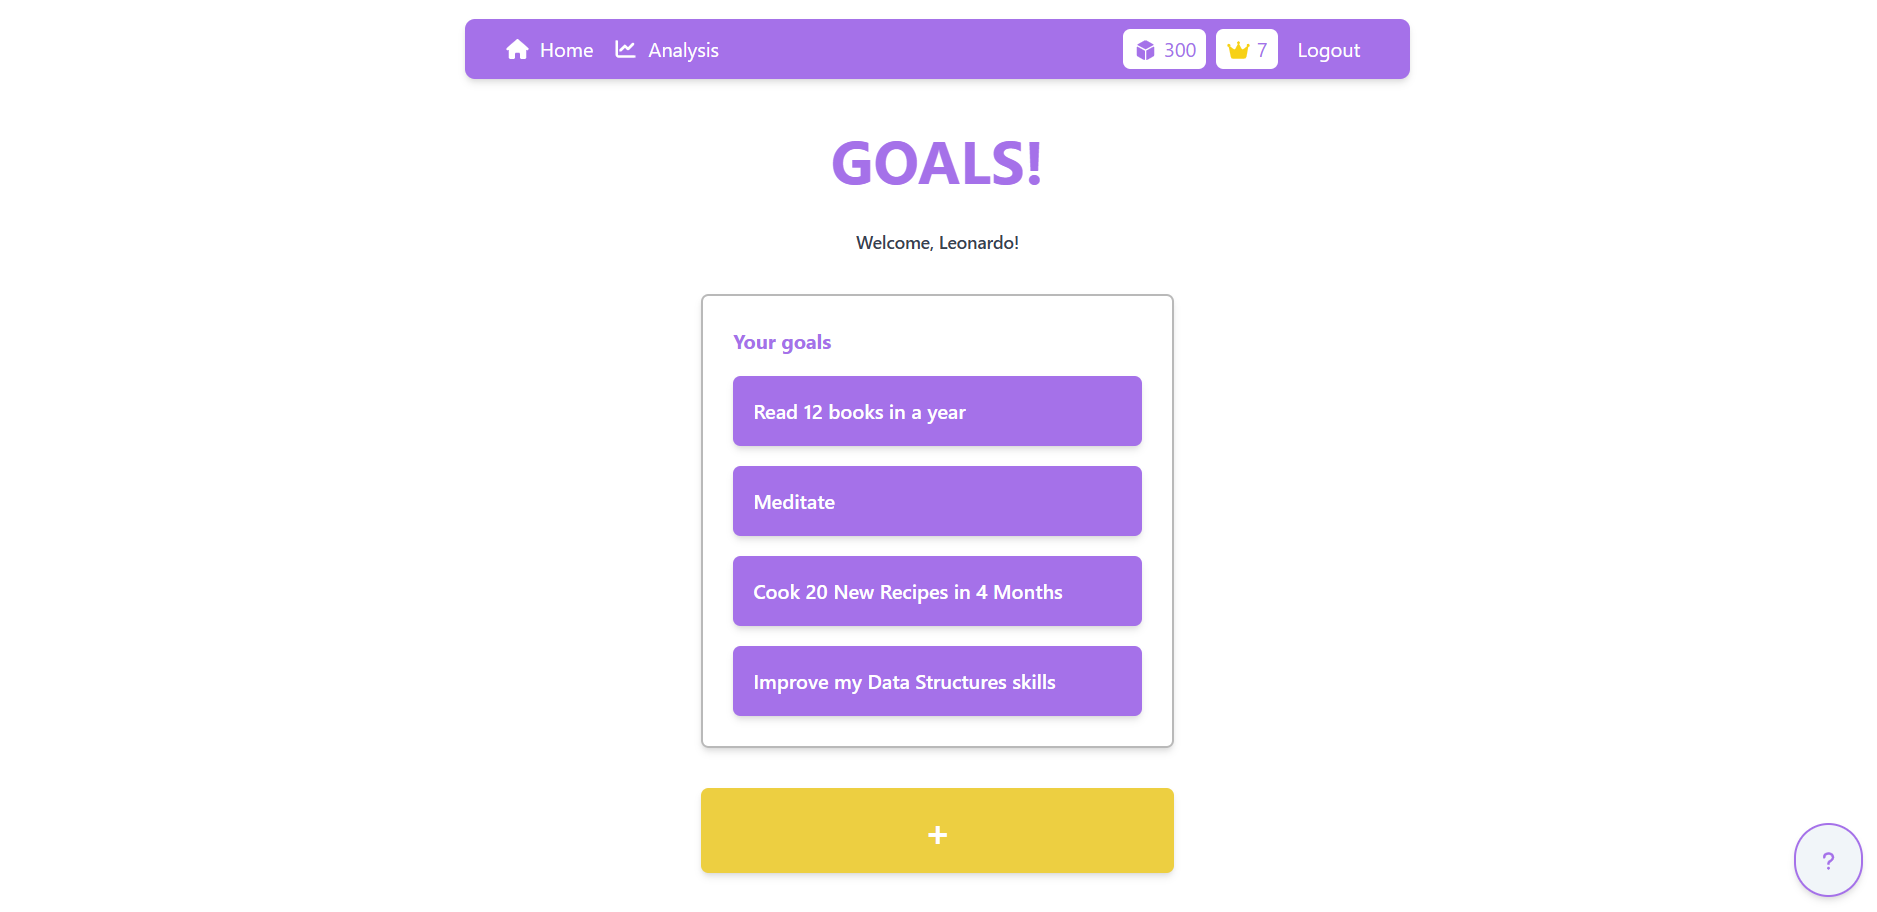 Home Analysis 300 7 Logout
GOALS!
Welcome, Leonardo!
Your goals
Read 12 books in a year
Meditate
Cook 20 New Recipes in 4 Months
Improve my Data Structures skills
+
?